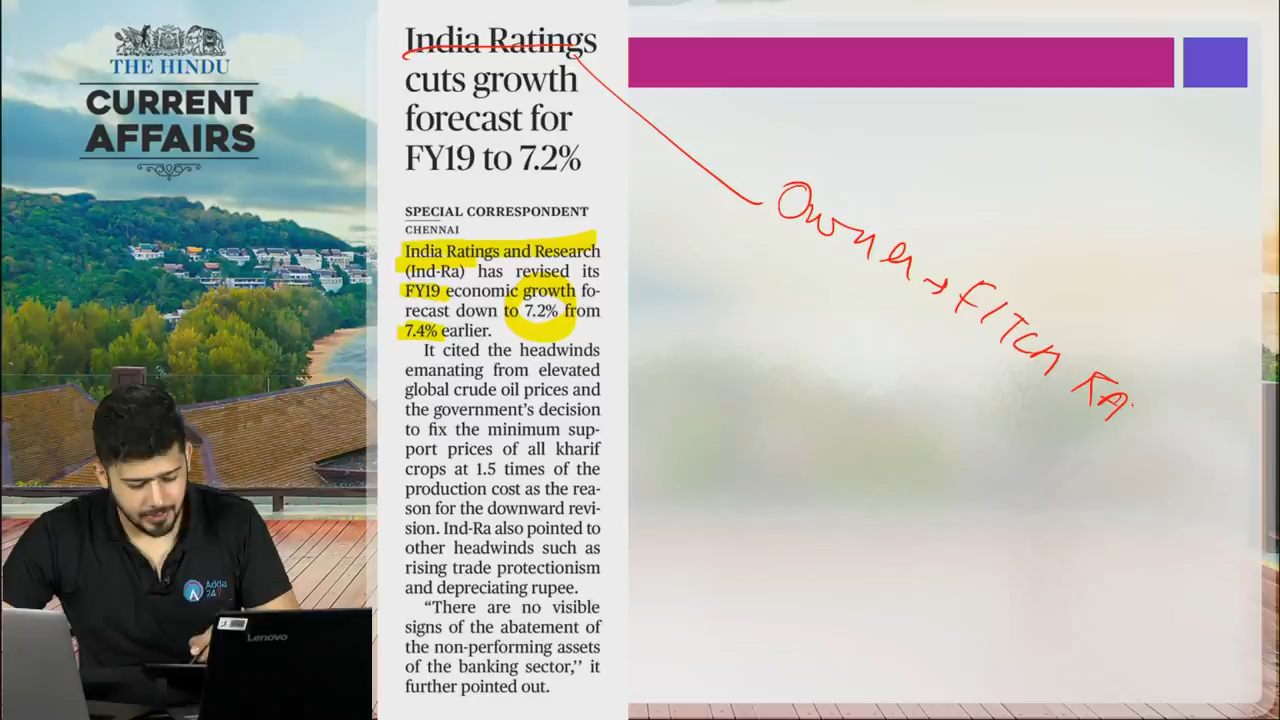 THE HINDU
CURRENT
AFFAIRS
India Ratings
cuts growth
forecast for
FY19 to 7.2%
SPECIAL CORRESPONDENT
CHENNAI
India Ratings and Research
(Ind-Ra) has revised its
FY19 economic growth fo-
recast down to 7.2% from
7.4% earlier.
It cited the headwinds
emanating from elevated
global crude oil prices and
the government's decision
to fix the minimum sup-
port prices of all kharif
crops at 1.5 times of the
production cost as the rea-
son for the downward revi-
sion. Ind-Ra also pointed to
other headwinds such as
rising trade protectionism
and depreciating rupee.
“There are no visible
signs of the abatement of
the non-performing assets
of the banking sector,’’ it
further pointed out.
Owner → FITCH RA
Adda
247
Lenovo